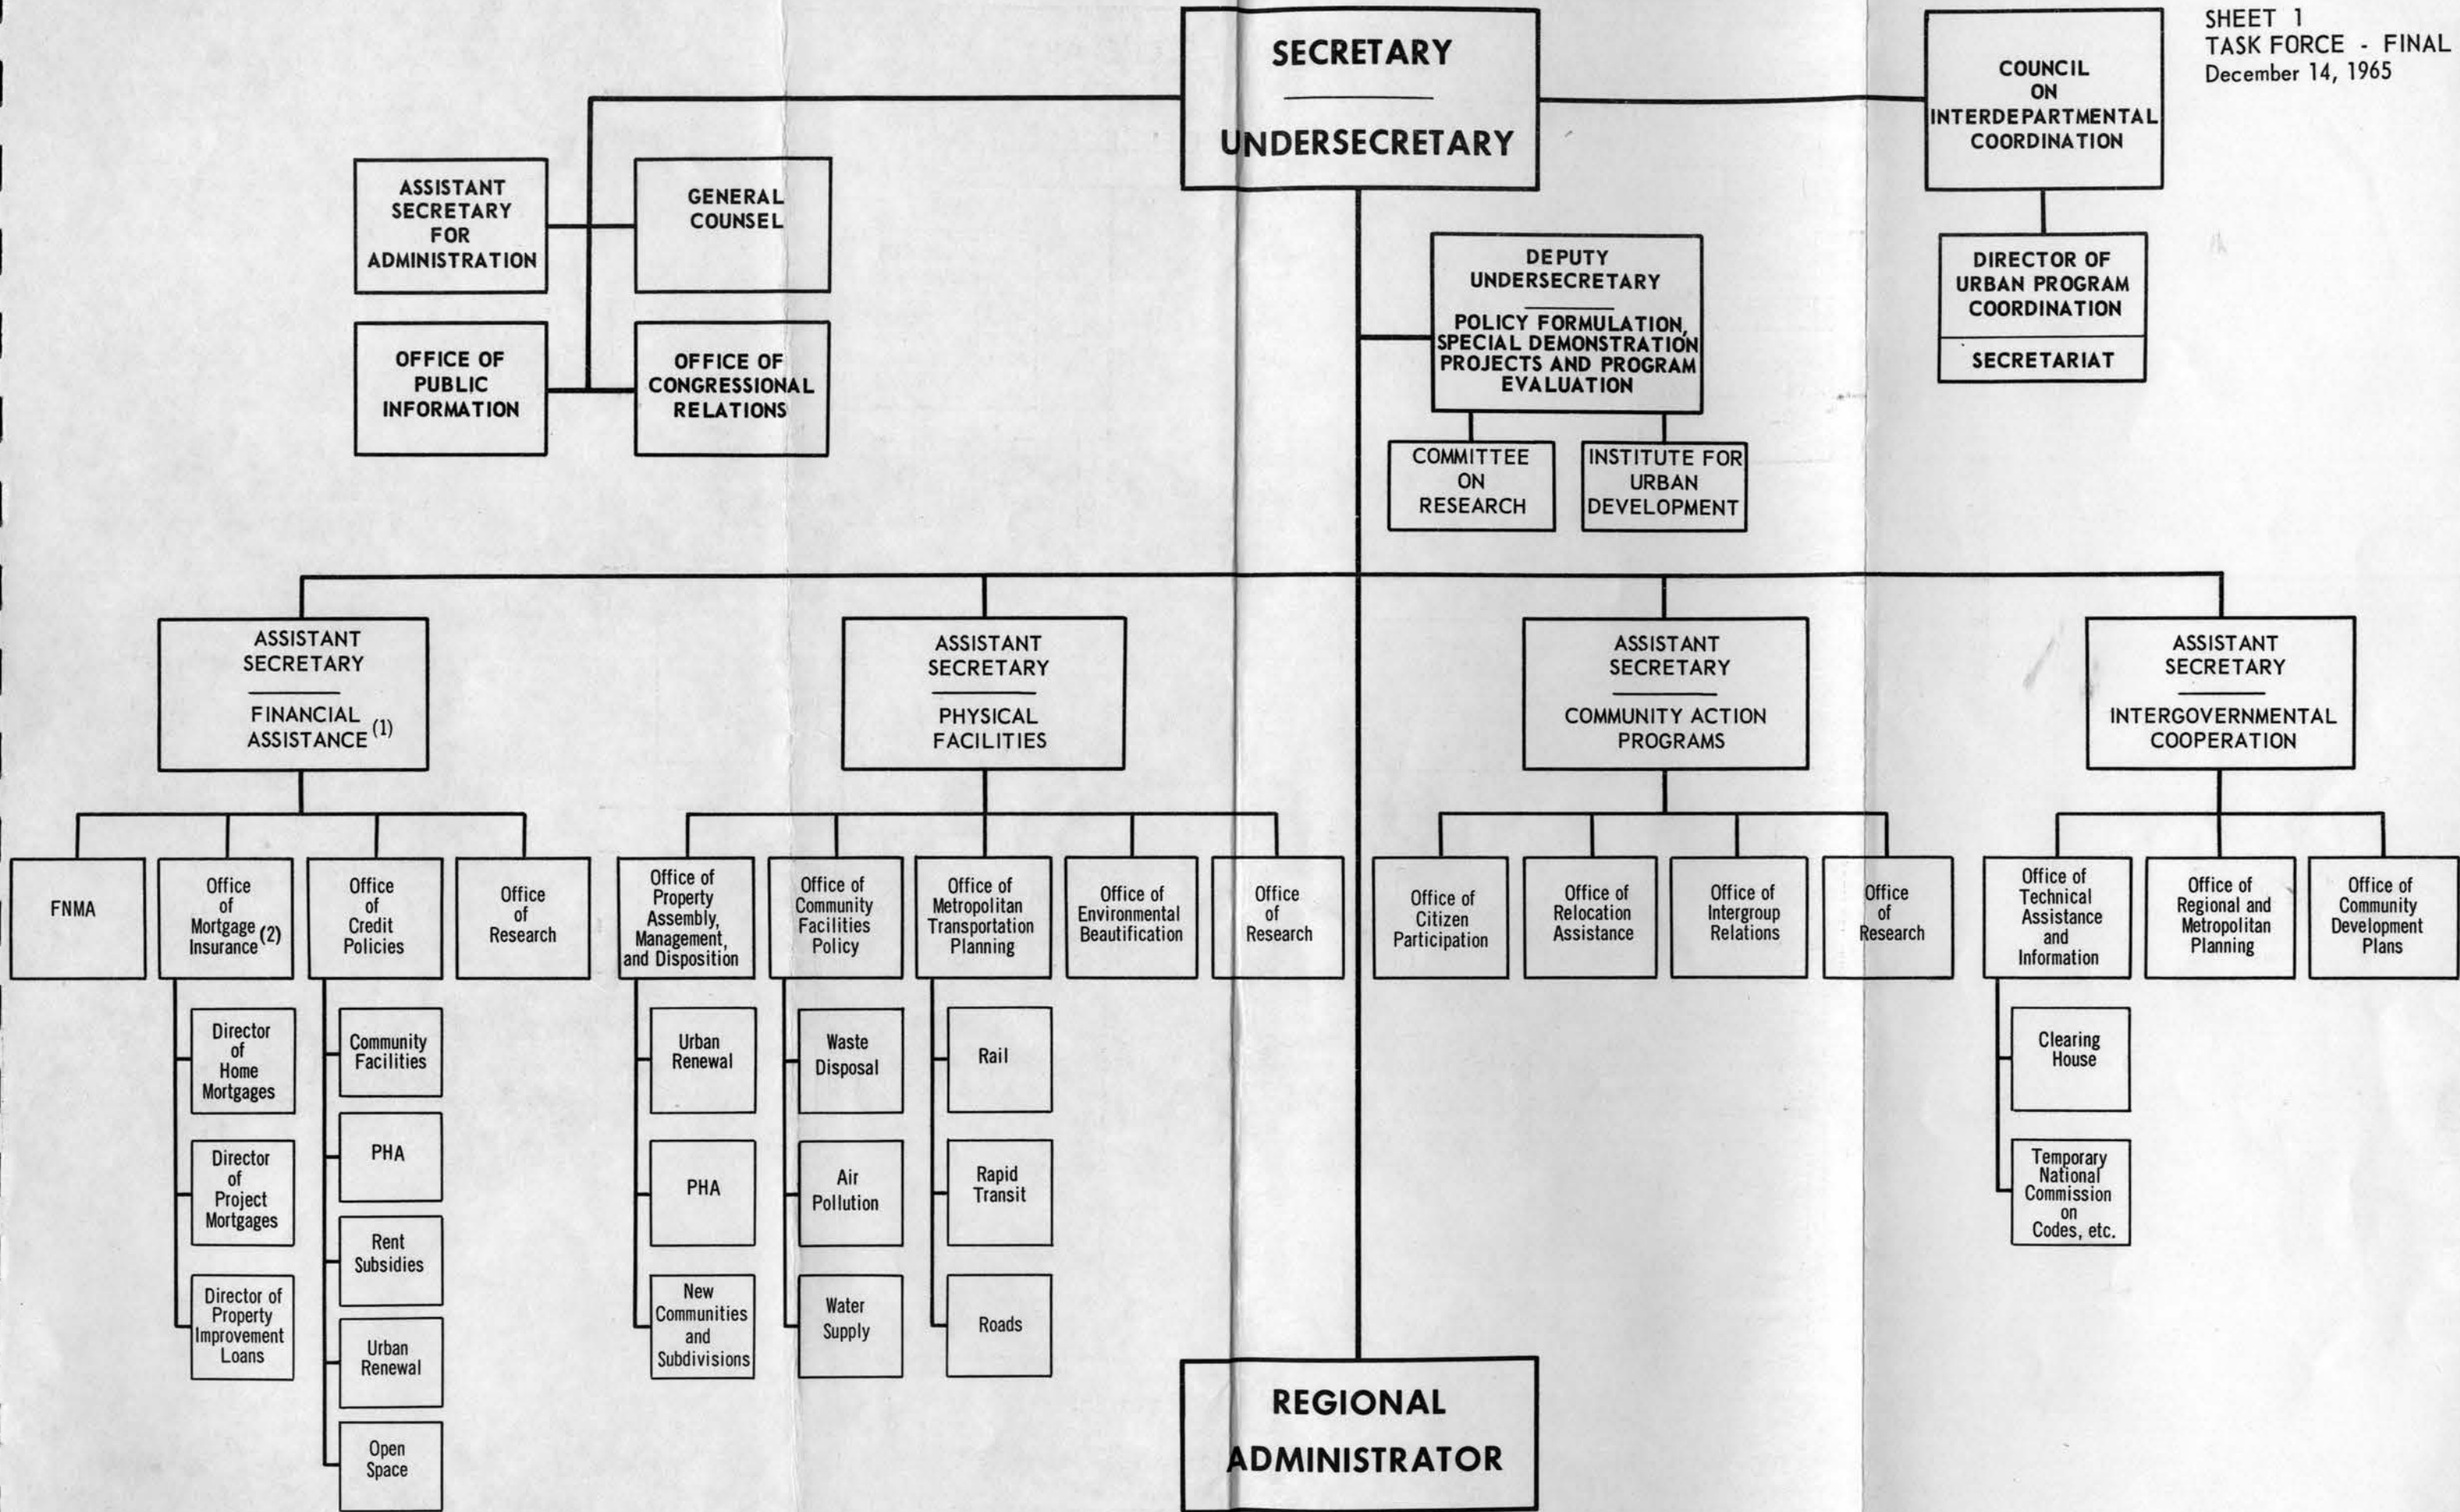 SHEET 1
TASK FORCE - FINAL
December 14, 1965
SECRETARY
UNDERSECRETARY
COUNCIL
ON
INTERDEPARTMENTAL
COORDINATION
ASSISTANT
SECRETARY
FOR
ADMINISTRATION
GENERAL
COUNSEL
OFFICE OF
PUBLIC
INFORMATION
OFFICE OF
CONGRESSIONAL
RELATIONS
DEPUTY
UNDERSECRETARY
POLICY FORMULATION,
SPECIAL DEMONSTRATION
PROJECTS AND PROGRAM
EVALUATION
DIRECTOR OF
URBAN PROGRAM
COORDINATION
SECRETARIAT
COMMITTEE
ON
RESEARCH
INSTITUTE FOR
URBAN
DEVELOPMENT
ASSISTANT
SECRETARY
FINANCIAL
ASSISTANCE (1)
ASSISTANT
SECRETARY
PHYSICAL
FACILITIES
ASSISTANT
SECRETARY
COMMUNITY ACTION
PROGRAMS
ASSISTANT
SECRETARY
INTERGOVERNMENTAL
COOPERATION
FNMA
Office
of
Mortgage
Insurance (2)
Office
of
Credit
Policies
Office
of
Research
Office of
Property
Assembly,
Management,
and Disposition
Office of
Community
Facilities
Policy
Office of
Metropolitan
Transportation
Planning
Office of
Environmental
Beautification
Office
of
Research
Office of
Citizen
Participation
Office of
Relocation
Assistance
Office of
Intergroup
Relations
Office
of
Research
Office of
Technical
Assistance
and
Information
Office of
Regional and
Metropolitan
Planning
Office of
Community
Development
Plans
Director
of
Home
Mortgages
Director
of
Project
Mortgages
Director of
Property
Improvement
Loans
Community
Facilities
PHA
Rent
Subsidies
Urban
Renewal
Open
Space
Urban
Renewal
PHA
New
Communities
and
Subdivisions
Waste
Disposal
Air
Pollution
Water
Supply
Rail
Rapid
Transit
Roads
Clearing
House
Temporary
National
Commission
on
Codes, etc.
REGIONAL
ADMINISTRATOR